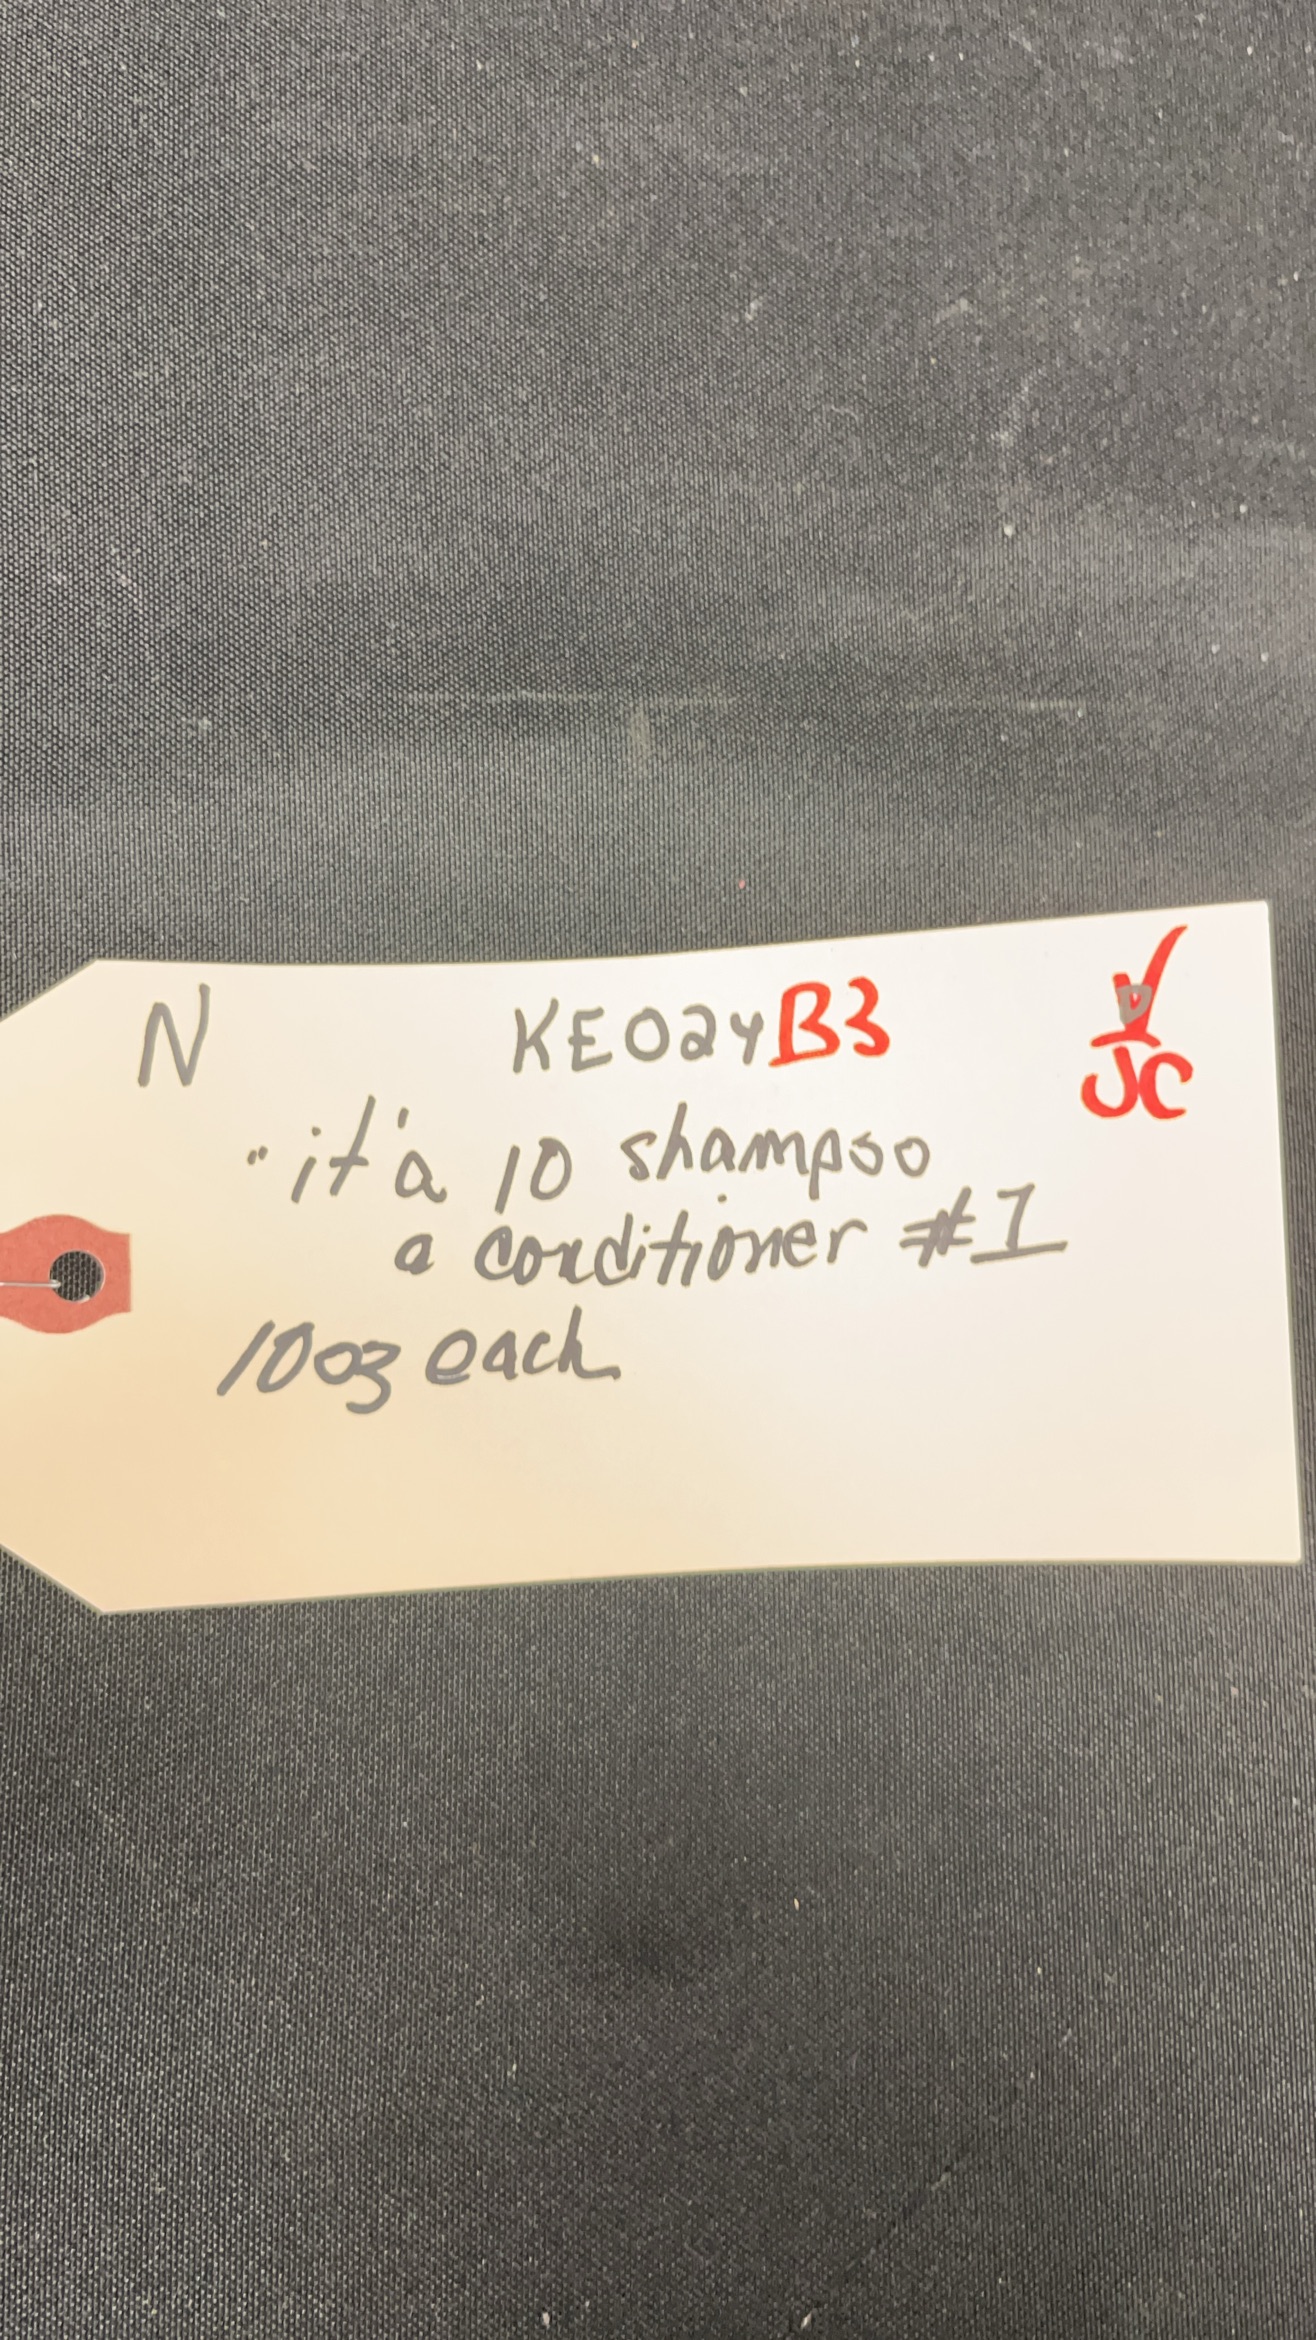 N KE024B3 ✓
JC
"it'a 10 shampoo
a conditioner #1
10oz each